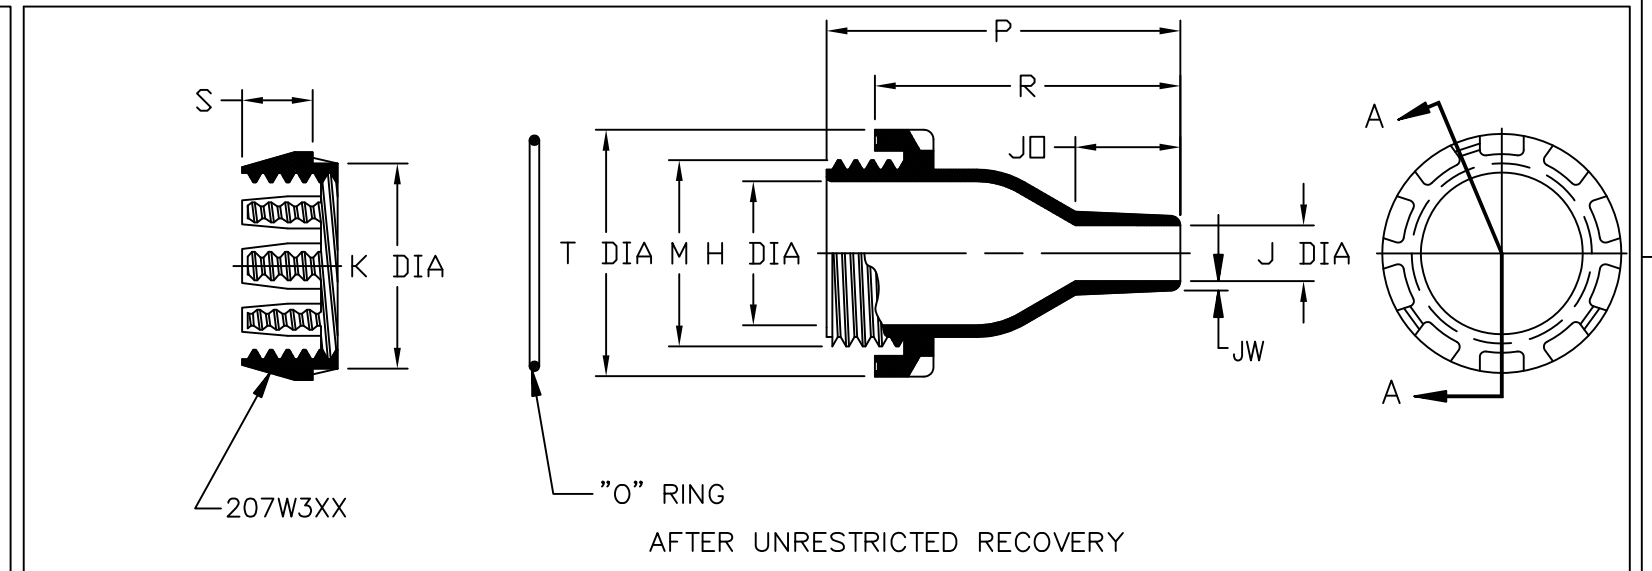 P
R
S
JO
A
T DIA
M
H DIA
K DIA
J DIA
JW
A
207W3XX
"O" RING
AFTER UNRESTRICTED RECOVERY